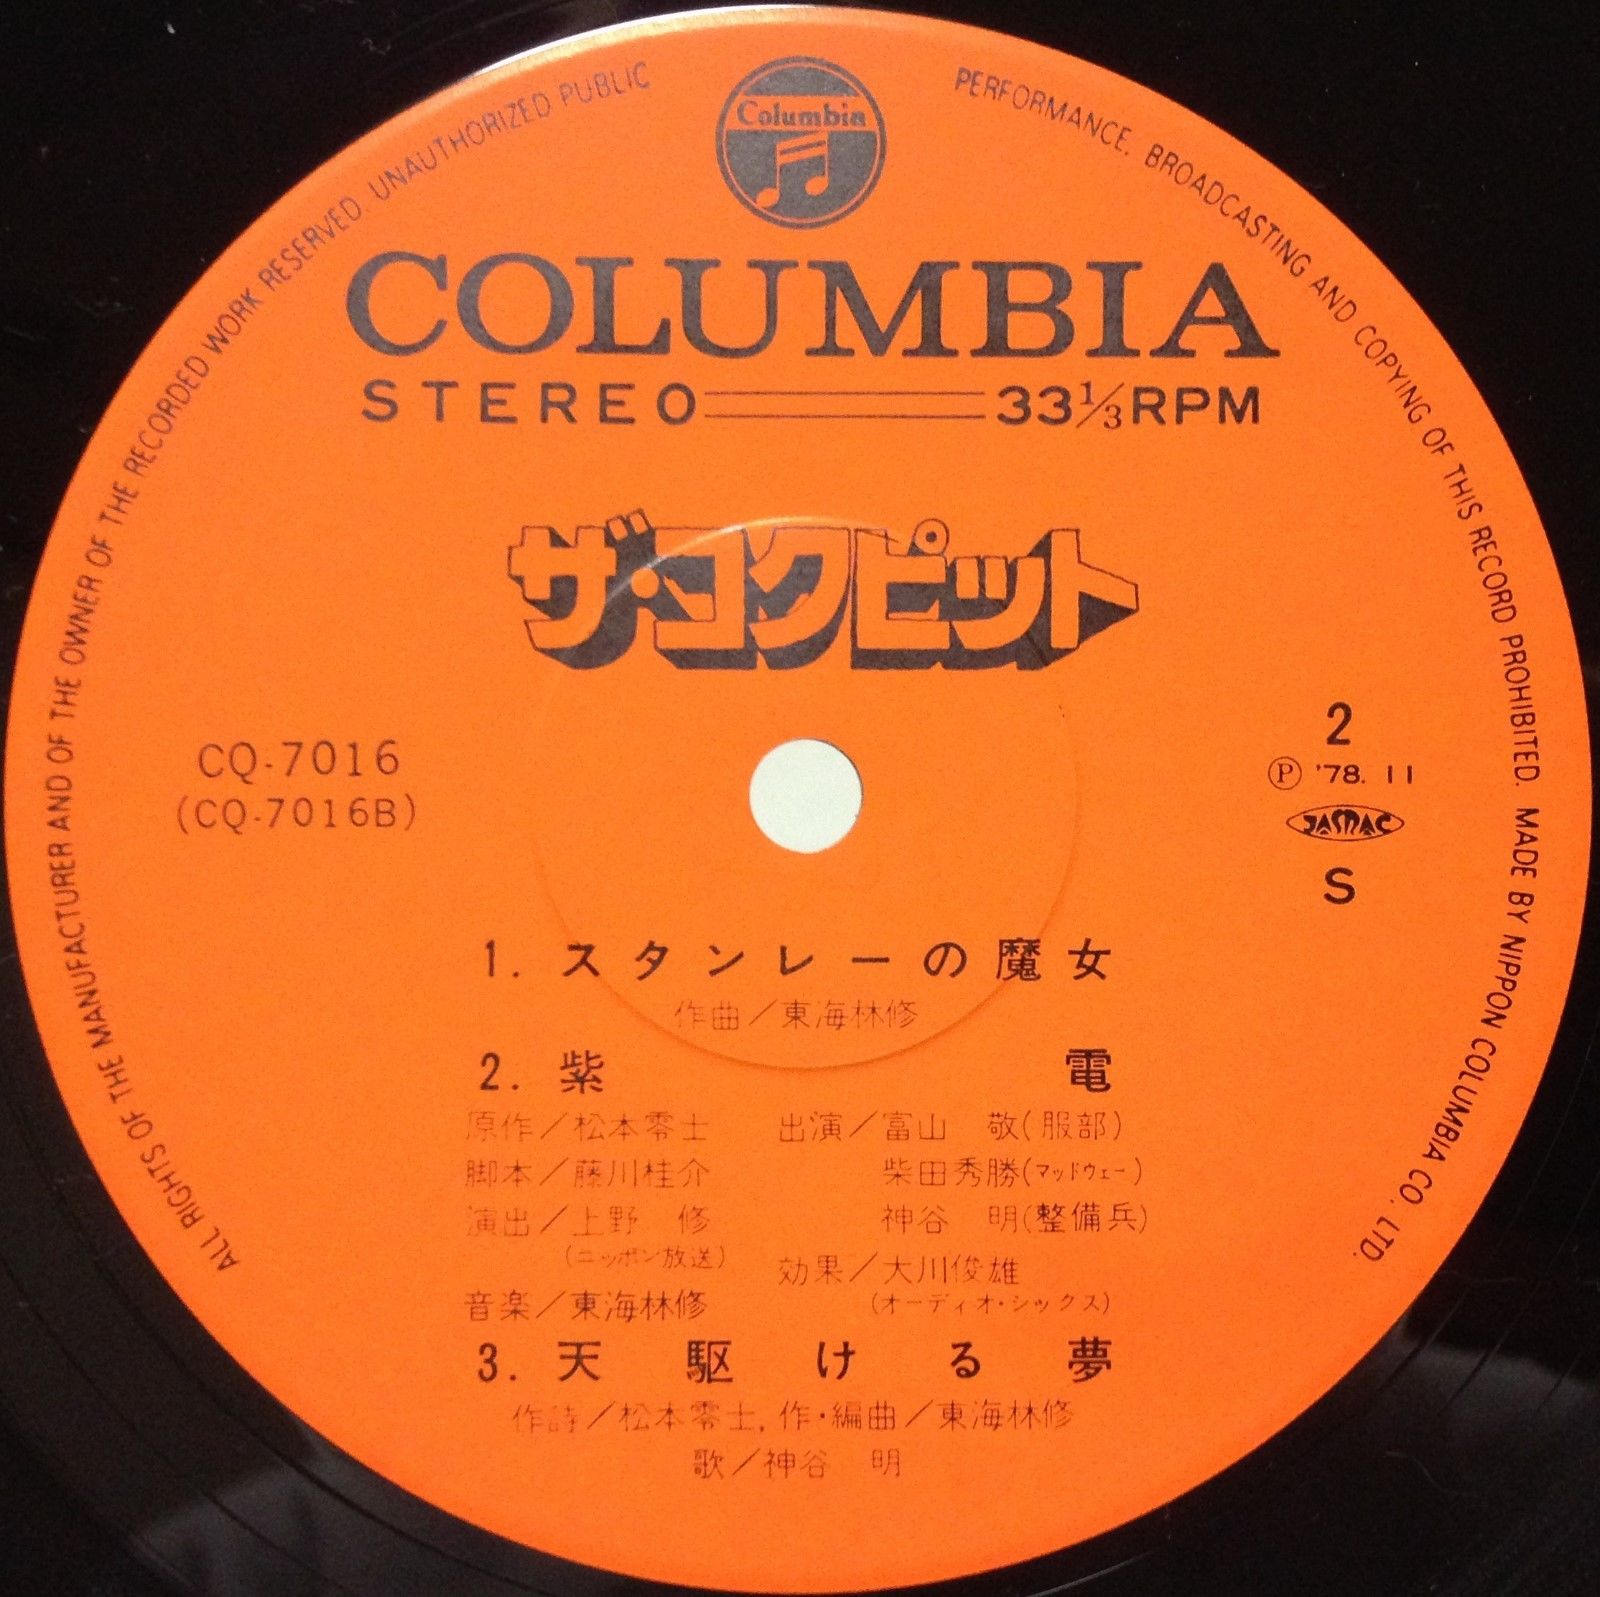 ALL RIGHTS OF THE MANUFACTURER AND OF THE OWNER OF THE RECORDED WORK RESERVED. UNAUTHORIZED PUBLIC PERFORMANCE. BROADCASTING AND COPYING OF THIS RECORD PROHIBITED. MADE BY NIPPON COLUMBIA CO., LTD.
Columbia
COLUMBIA
STEREO 33 1/3 RPM
ザ・コクピット
CQ-7016
(CQ-7016B)
2
Ⓟ '78. 11
JASRAC
S
1. スタンレーの魔女
作曲／東海林修
2. 紫電
原作／松本零士
脚本／藤川桂介
演出／上野 修
(ニッポン放送)
音楽／東海林修
出演／富山 敬(服部)
柴田秀勝(マッドウェー)
神谷 明(整備兵)
効果／大川俊雄
(オーディオ・シックス)
3. 天駆ける夢
作詩／松本零士, 作・編曲／東海林修
歌／神谷 明